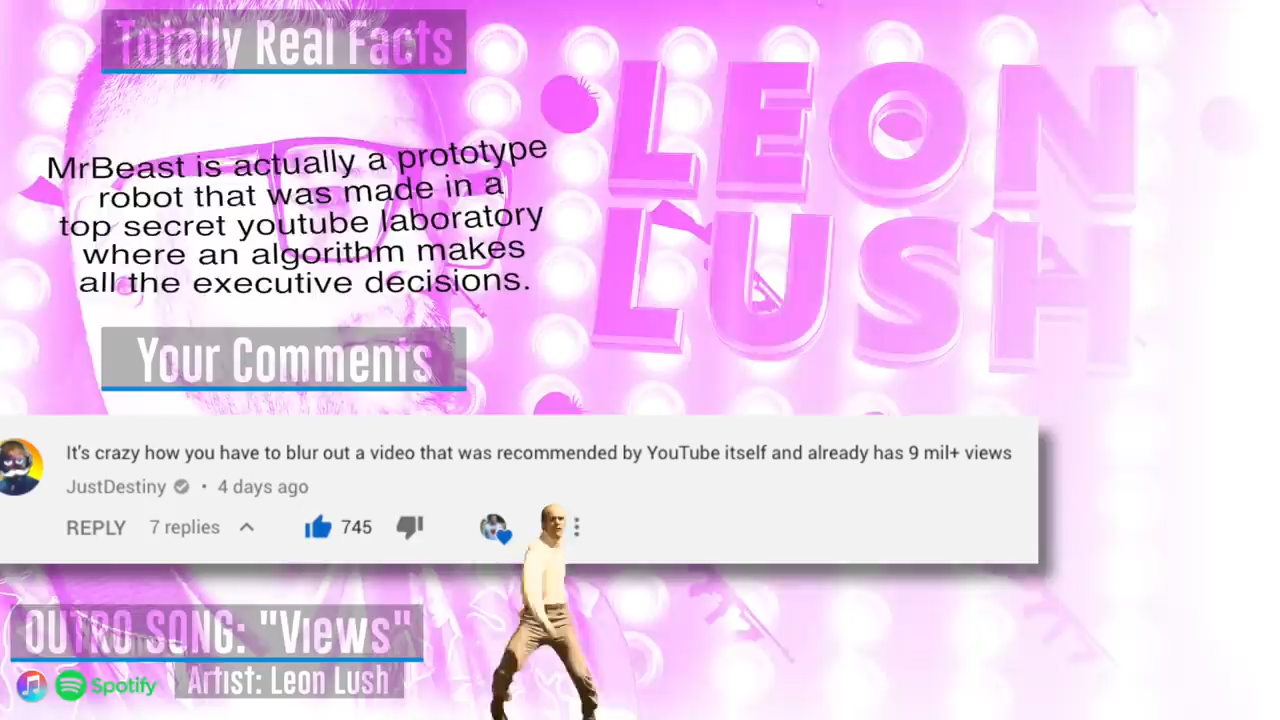 Totally Real Facts
MrBeast is actually a prototype
robot that was made in a
top secret youtube laboratory
where an algorithm makes
all the executive decisions.
LEON
LUSH
Your Comments
It's crazy how you have to blur out a video that was recommended by YouTube itself and already has 9 mil+ views
JustDestiny • 4 days ago
REPLY 7 replies 745
OUTRO SONG: "Views"
Spotify Artist: Leon Lush